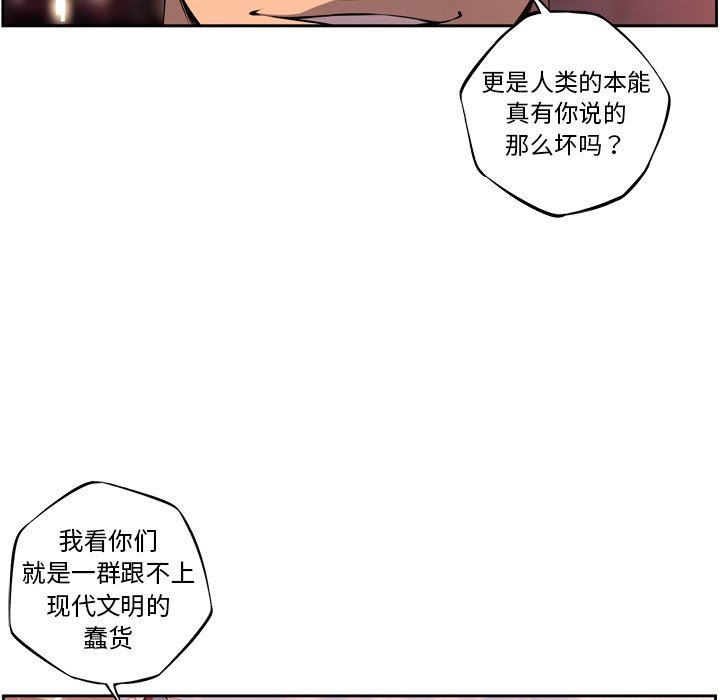 更是人类的本能
真有你说的
那么坏吗？
我看你们
就是一群跟不上
现代文明的
蠢货